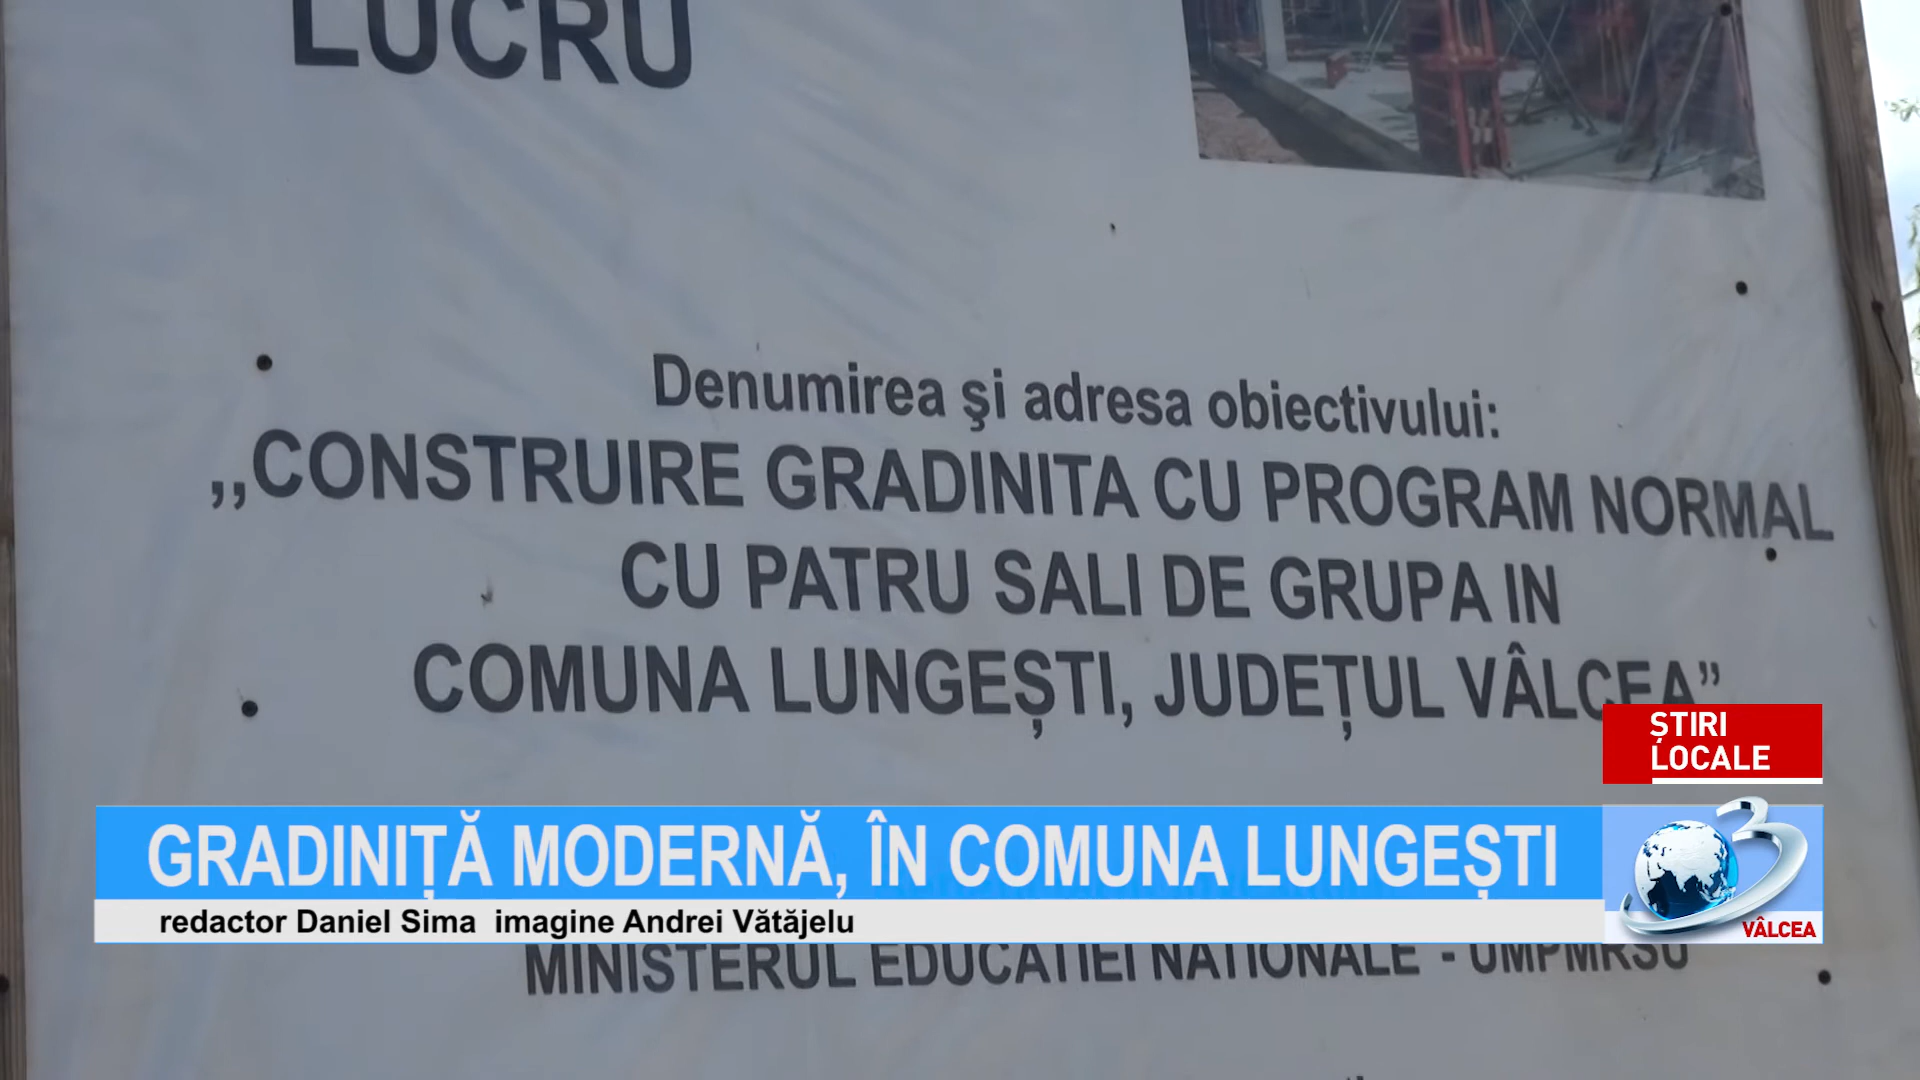 LUCRU
Denumirea şi adresa obiectivului:
,,CONSTRUIRE GRADINITA CU PROGRAM NORMAL
CU PATRU SALI DE GRUPA IN
COMUNA LUNGEȘTI, JUDEȚUL VÂLCEA”
ȘTIRI
LOCALE
GRADINIȚĂ MODERNĂ, ÎN COMUNA LUNGEȘTI
redactor Daniel Sima imagine Andrei Vătăjelu
3
VÂLCEA
MINISTERUL EDUCATIEI NATIONALE - UMPMRSU